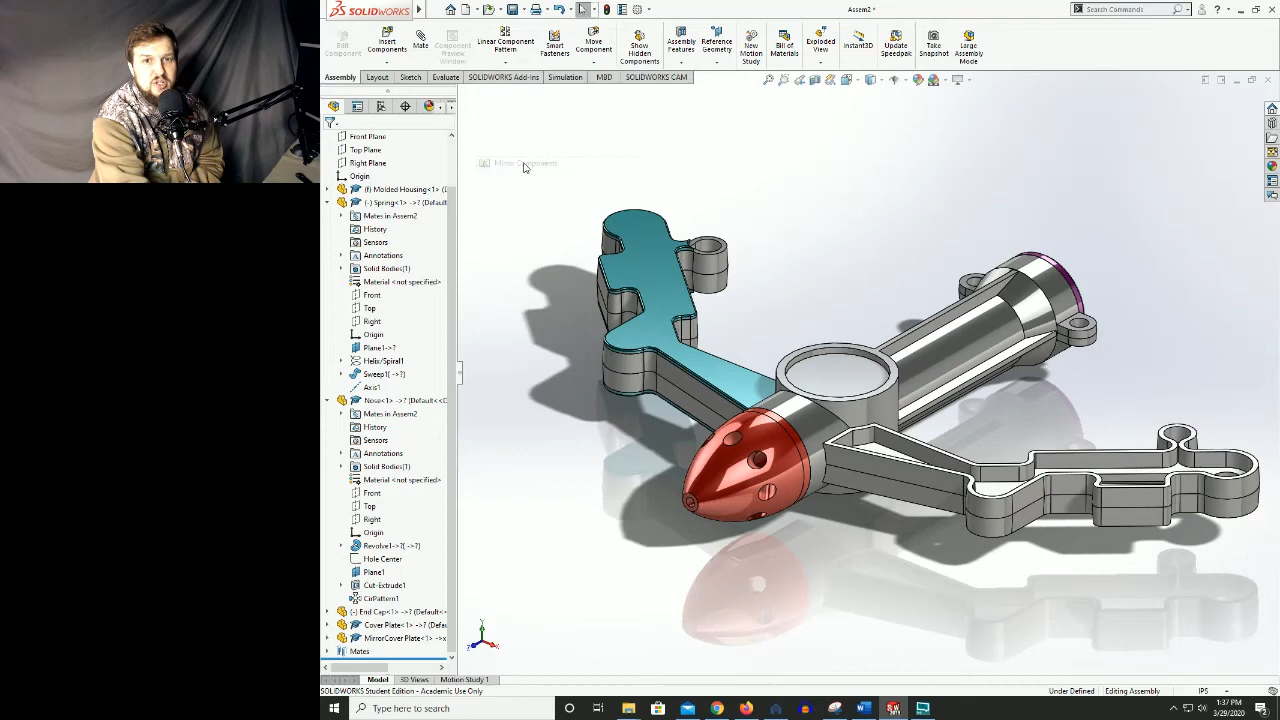 SOLIDWORKS
Assem2 *
Search Commands
Edit Component
Insert Components
Mate
Component Preview Window
Linear Component Pattern
Smart Fasteners
Move Component
Show Hidden Components
Assembly Features
Reference Geometry
New Motion Study
Bill of Materials
Exploded View
Instant3D
Update Speedpak
Take Snapshot
Large Assembly Mode
Assembly Layout Sketch Evaluate SOLIDWORKS Add-Ins Simulation MBD SOLIDWORKS CAM
Mirror Components
Front Plane
Top Plane
Right Plane
Origin
(f) Molded Housing<1> (D
(-) Spring<1> ->? (Default
Mates in Assem2
History
Sensors
Annotations
Solid Bodies(1)
Material <not specified>
Front
Top
Right
Origin
Plane1->?
Helix/Spiral1
Sweep1( ->?)
Axis1
Nose<1> ->? (Default<<D
Mates in Assem2
History
Sensors
Annotations
Solid Bodies(1)
Material <not specified>
Front
Top
Right
Origin
Revolve1->?( ->?)
Hole Center
Plane1
Cut-Extrude1
CirPattern1
(-) End Cap<1> ->? (Default<<
Cover Plate<1> ->? (Defau
MirrorCover Plate<1> ->x
Mates
Y
Z
X
Model 3D Views Motion Study 1
SOLIDWORKS Student Edition - Academic Use Only
Under Defined Editing Assembly IPS
Type here to search
1:37 PM
3/29/2020